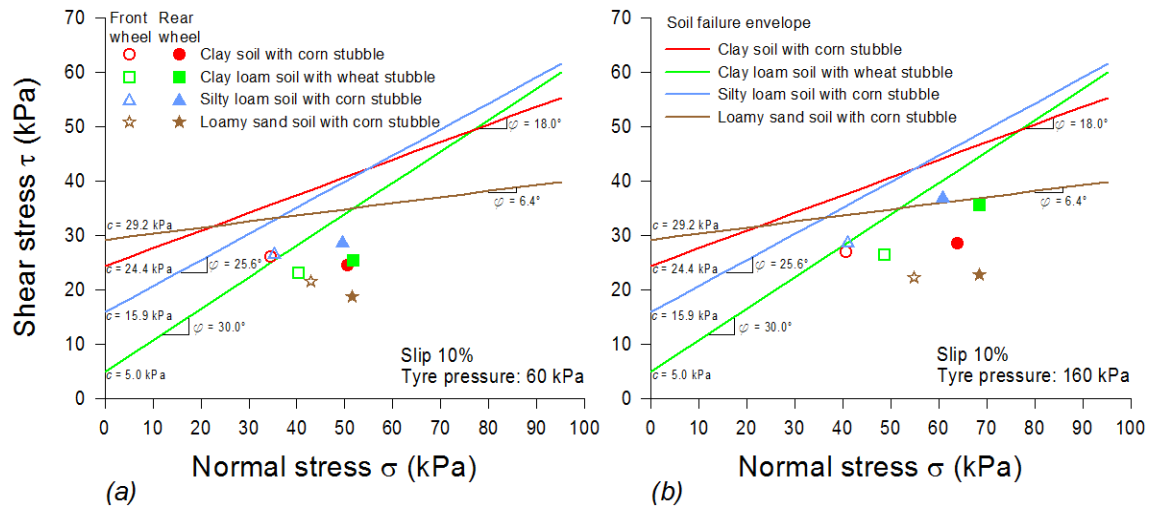 Shear stress τ (kPa)
70
60
50
40
30
20
10
0
Front wheel
Rear wheel
Clay soil with corn stubble
Clay loam soil with wheat stubble
Silty loam soil with corn stubble
Loamy sand soil with corn stubble
φ = 18.0°
φ = 6.4°
c = 29.2 kPa
c = 24.4 kPa
φ = 25.6°
c = 15.9 kPa
φ = 30.0°
c = 5.0 kPa
Slip 10%
Tyre pressure: 60 kPa
0 10 20 30 40 50 60 70 80 90 100
Normal stress σ (kPa)
(a)
70
60
50
40
30
20
10
0
Soil failure envelope
Clay soil with corn stubble
Clay loam soil with wheat stubble
Silty loam soil with corn stubble
Loamy sand soil with corn stubble
φ = 18.0°
φ = 6.4°
c = 29.2 kPa
c = 24.4 kPa
φ = 25.6°
c = 15.9 kPa
φ = 30.0°
c = 5.0 kPa
Slip 10%
Tyre pressure: 160 kPa
0 10 20 30 40 50 60 70 80 90 100
Normal stress σ (kPa)
(b)